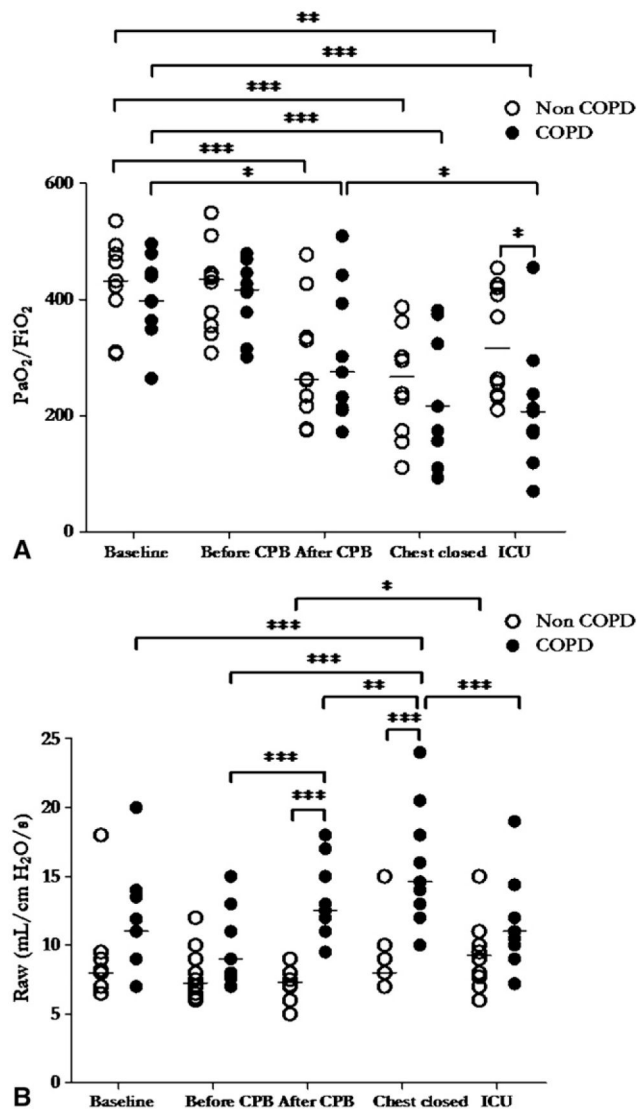 **
***
***
Non COPD
***
COPD
***
*
*
600
*
400
PaO2/FiO2
200
0
A
Baseline Before CPB After CPB Chest closed ICU
*
Non COPD
***
COPD
***
**
***
25
***
***
20
***
15
Raw (mL/cm H2O/s)
10
5
0
B
Baseline Before CPB After CPB Chest closed ICU